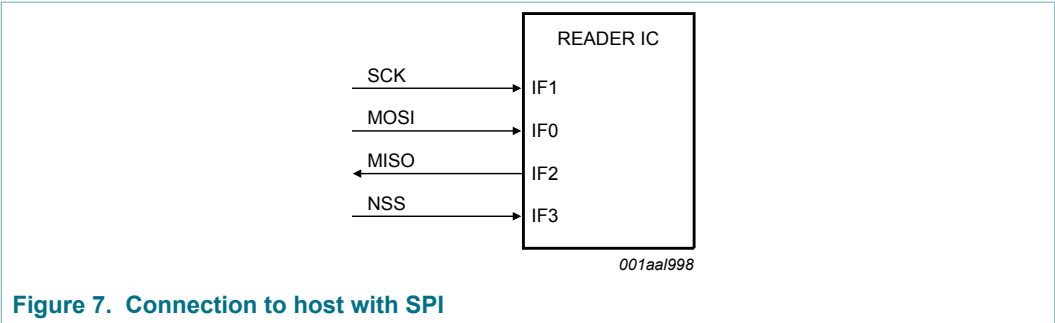 READER IC
SCK
IF1
MOSI
IF0
MISO
IF2
NSS
IF3
001aal998
Figure 7. Connection to host with SPI